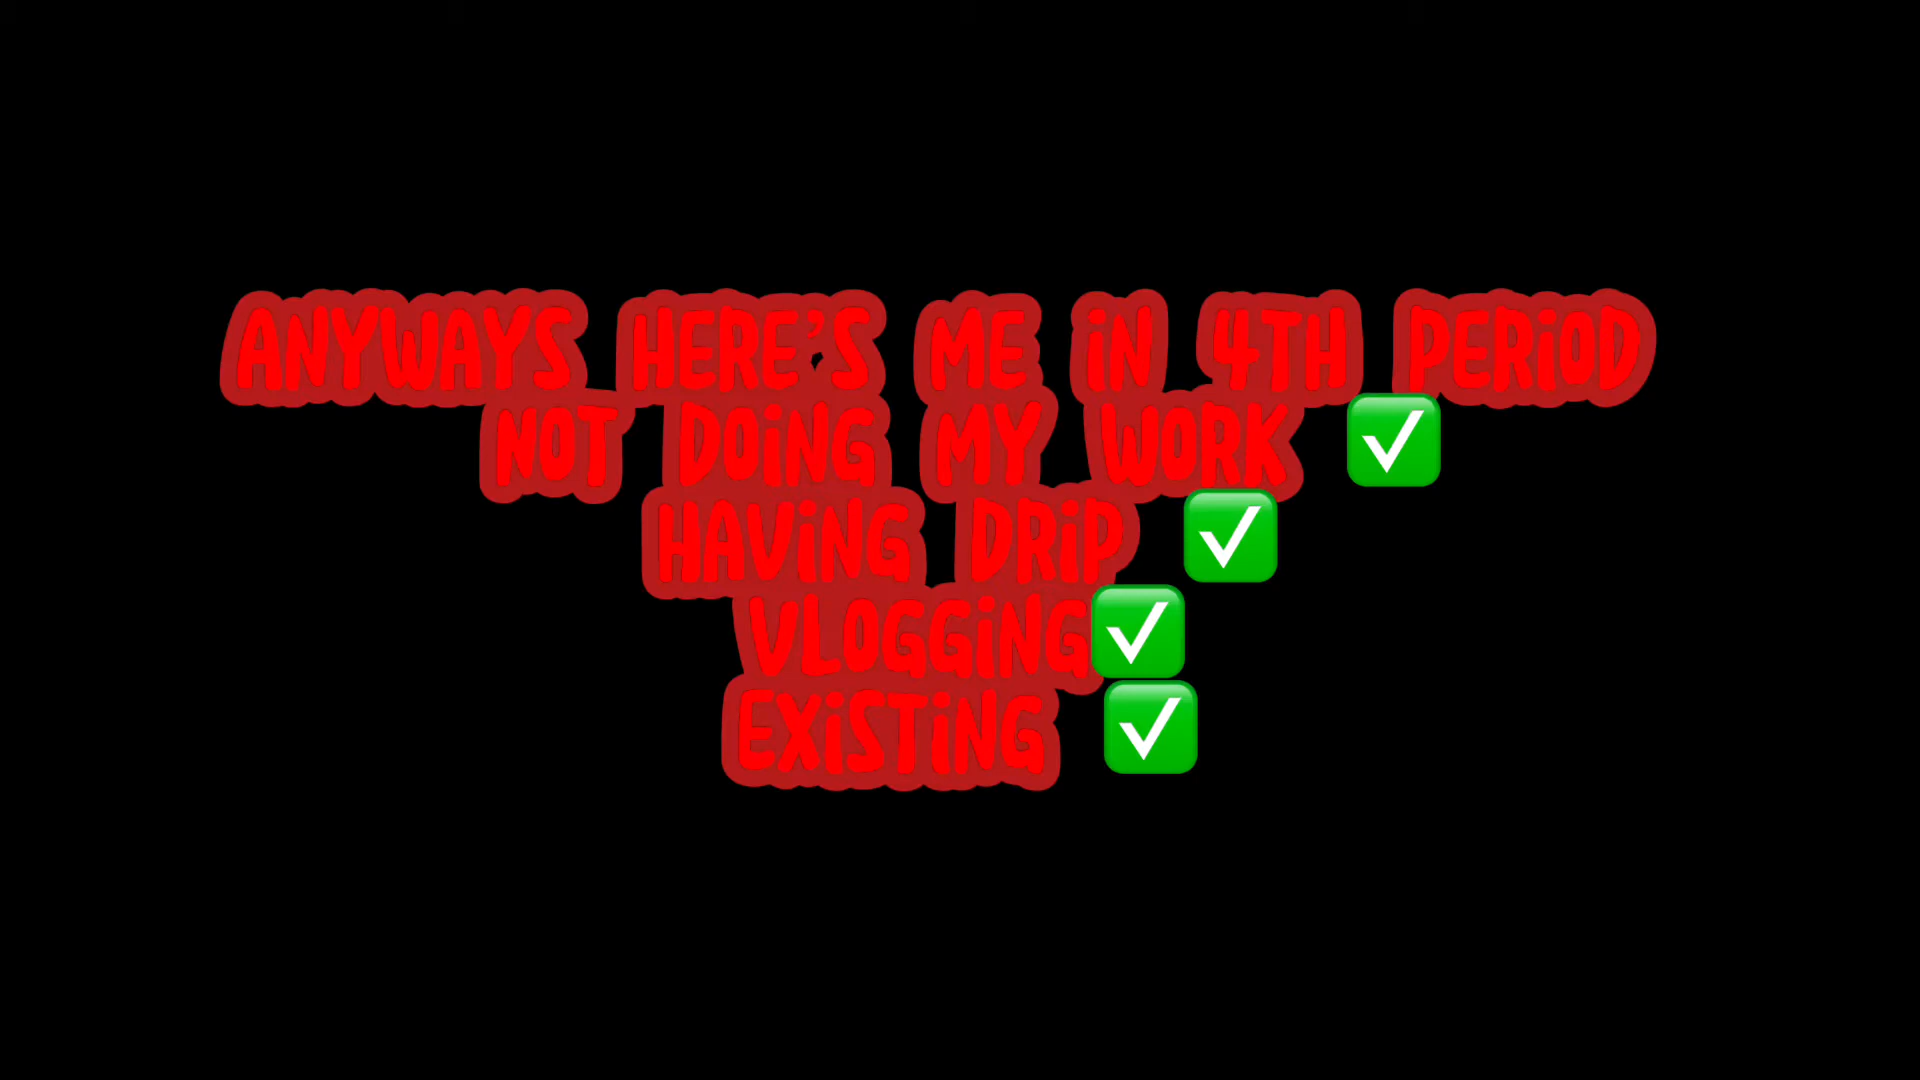 ANYWAYS HERE'S ME iN 4TH PERiOD
NOT DOiNG MY WORK ✅
HAViNG DRiP ✅
VLOGGiNG✅
EXiSTiNG ✅